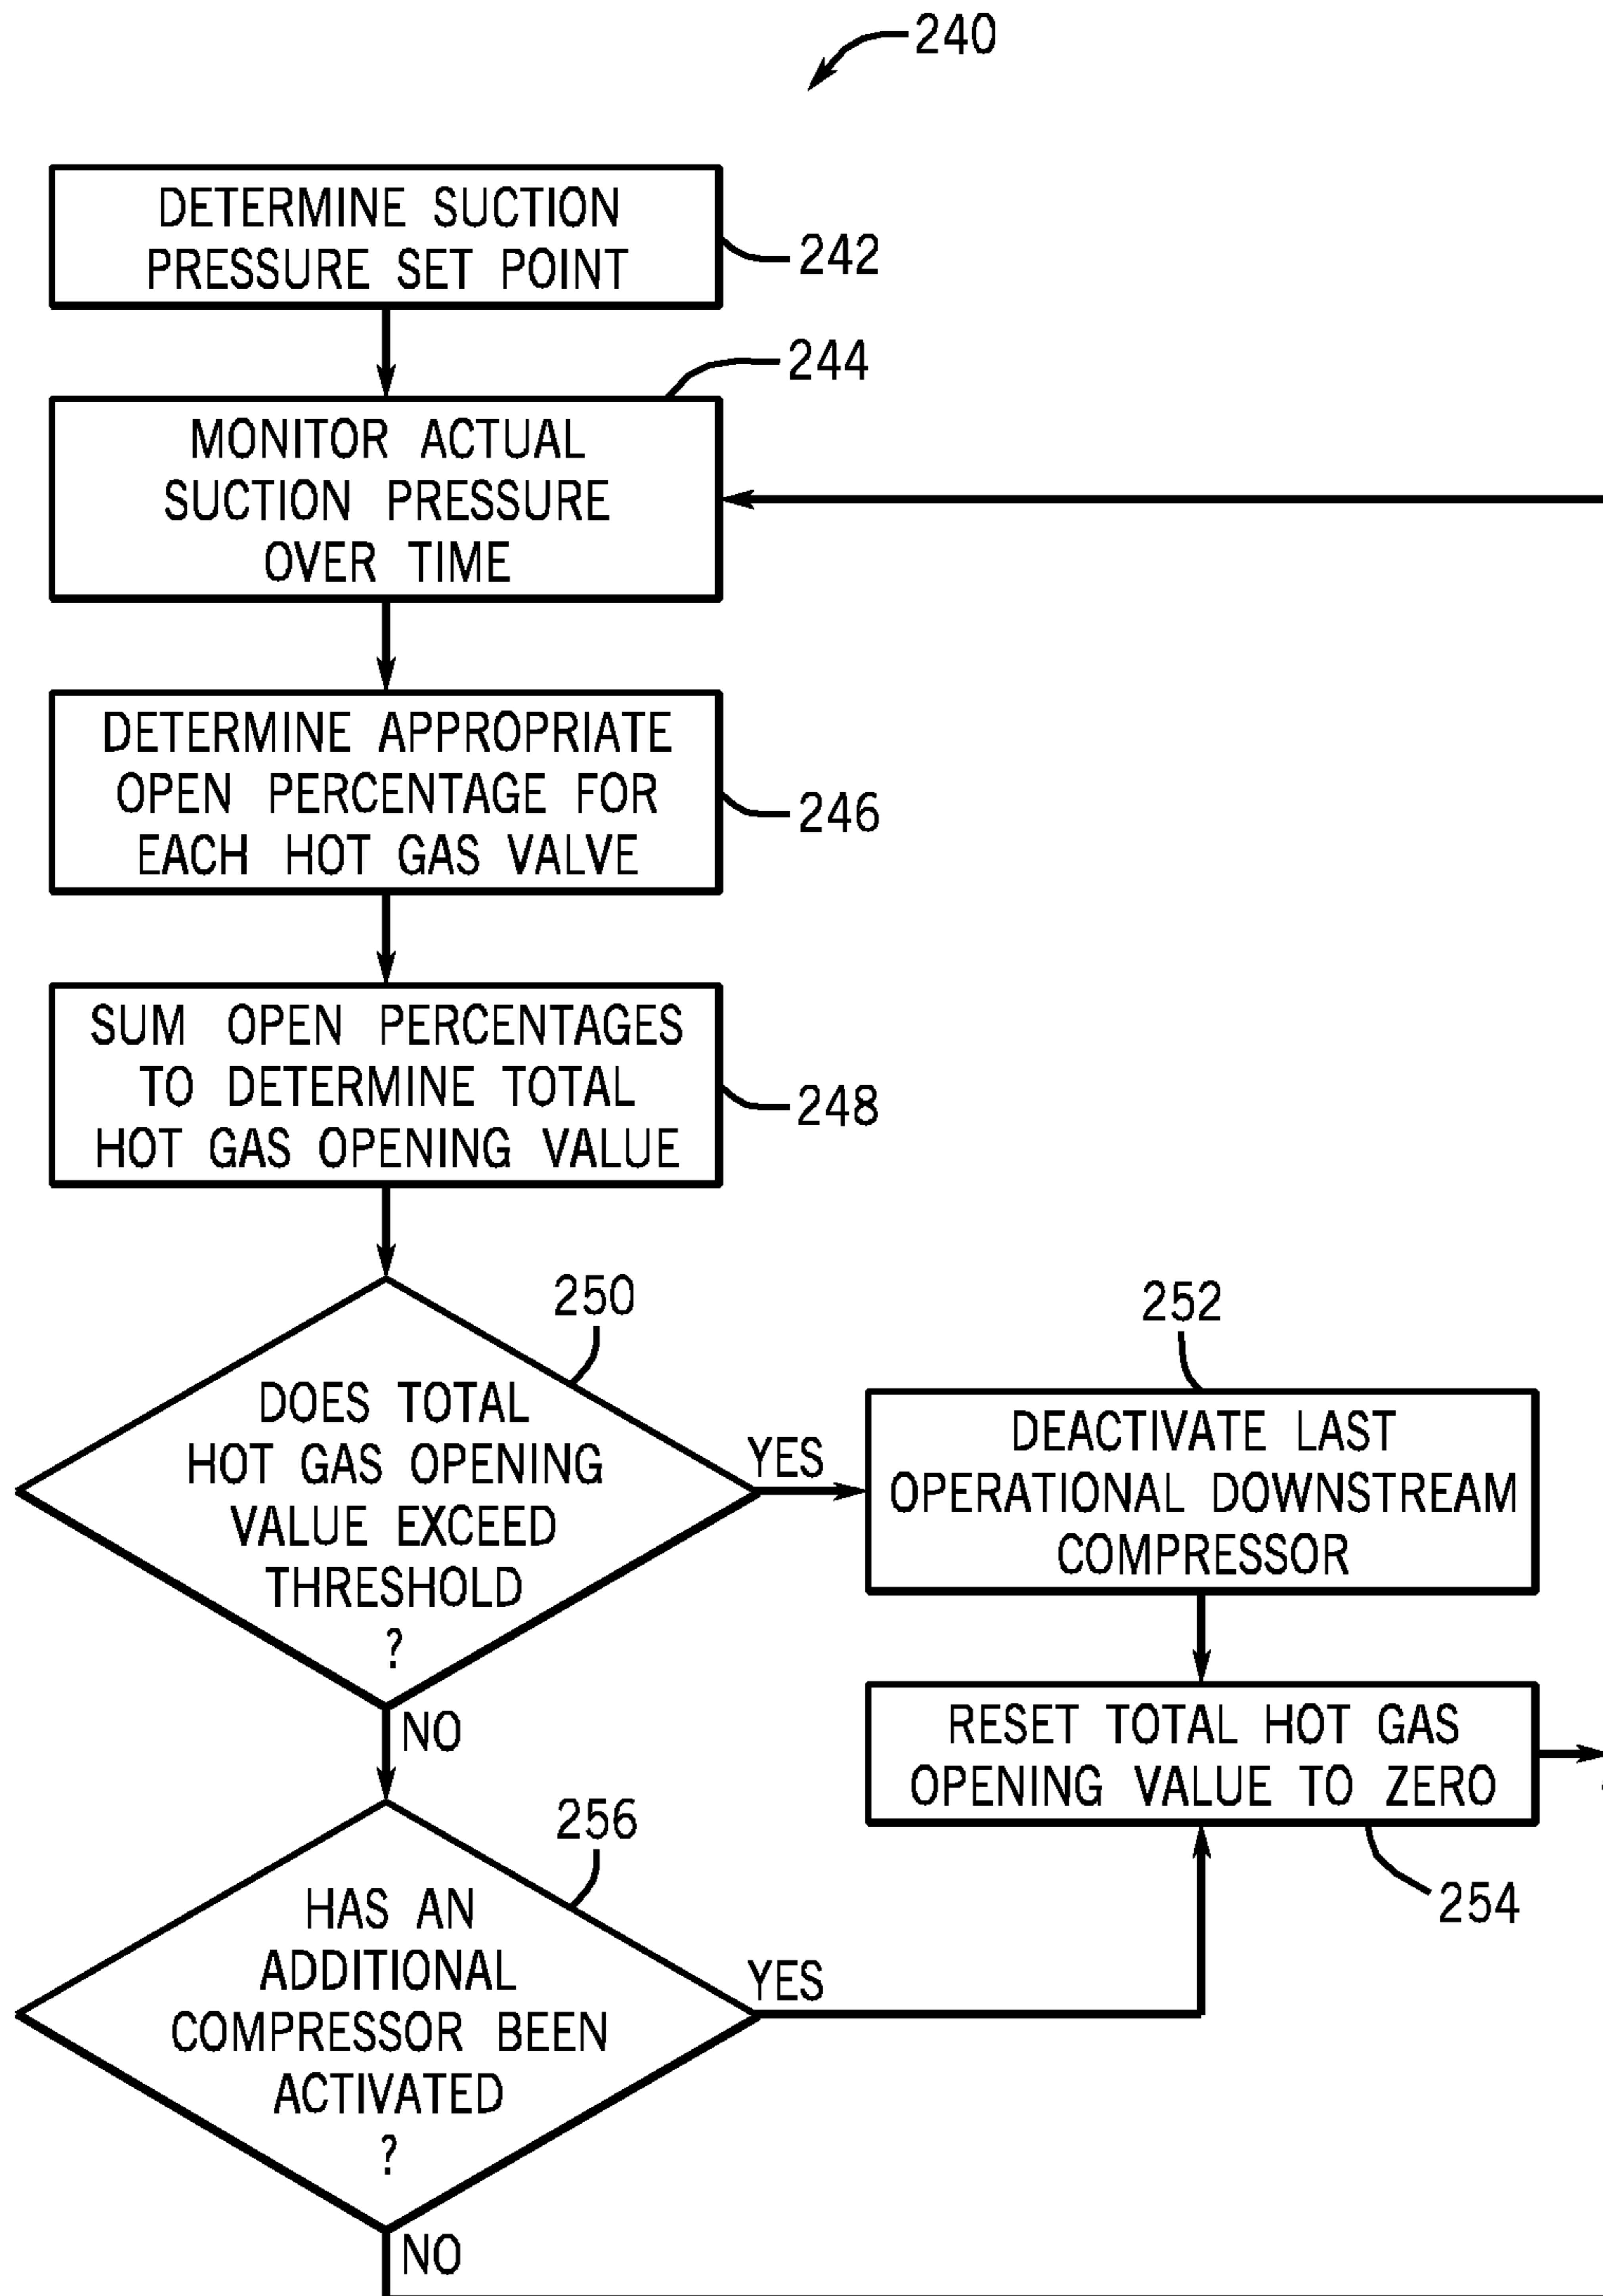 240
DETERMINE SUCTION
PRESSURE SET POINT
242
244
MONITOR ACTUAL
SUCTION PRESSURE
OVER TIME
DETERMINE APPROPRIATE
OPEN PERCENTAGE FOR
EACH HOT GAS VALVE
246
SUM OPEN PERCENTAGES
TO DETERMINE TOTAL
HOT GAS OPENING VALUE
248
250
DOES TOTAL
HOT GAS OPENING
VALUE EXCEED
THRESHOLD
?
YES
252
DEACTIVATE LAST
OPERATIONAL DOWNSTREAM
COMPRESSOR
NO
RESET TOTAL HOT GAS
OPENING VALUE TO ZERO
254
256
HAS AN
ADDITIONAL
COMPRESSOR BEEN
ACTIVATED
?
YES
NO